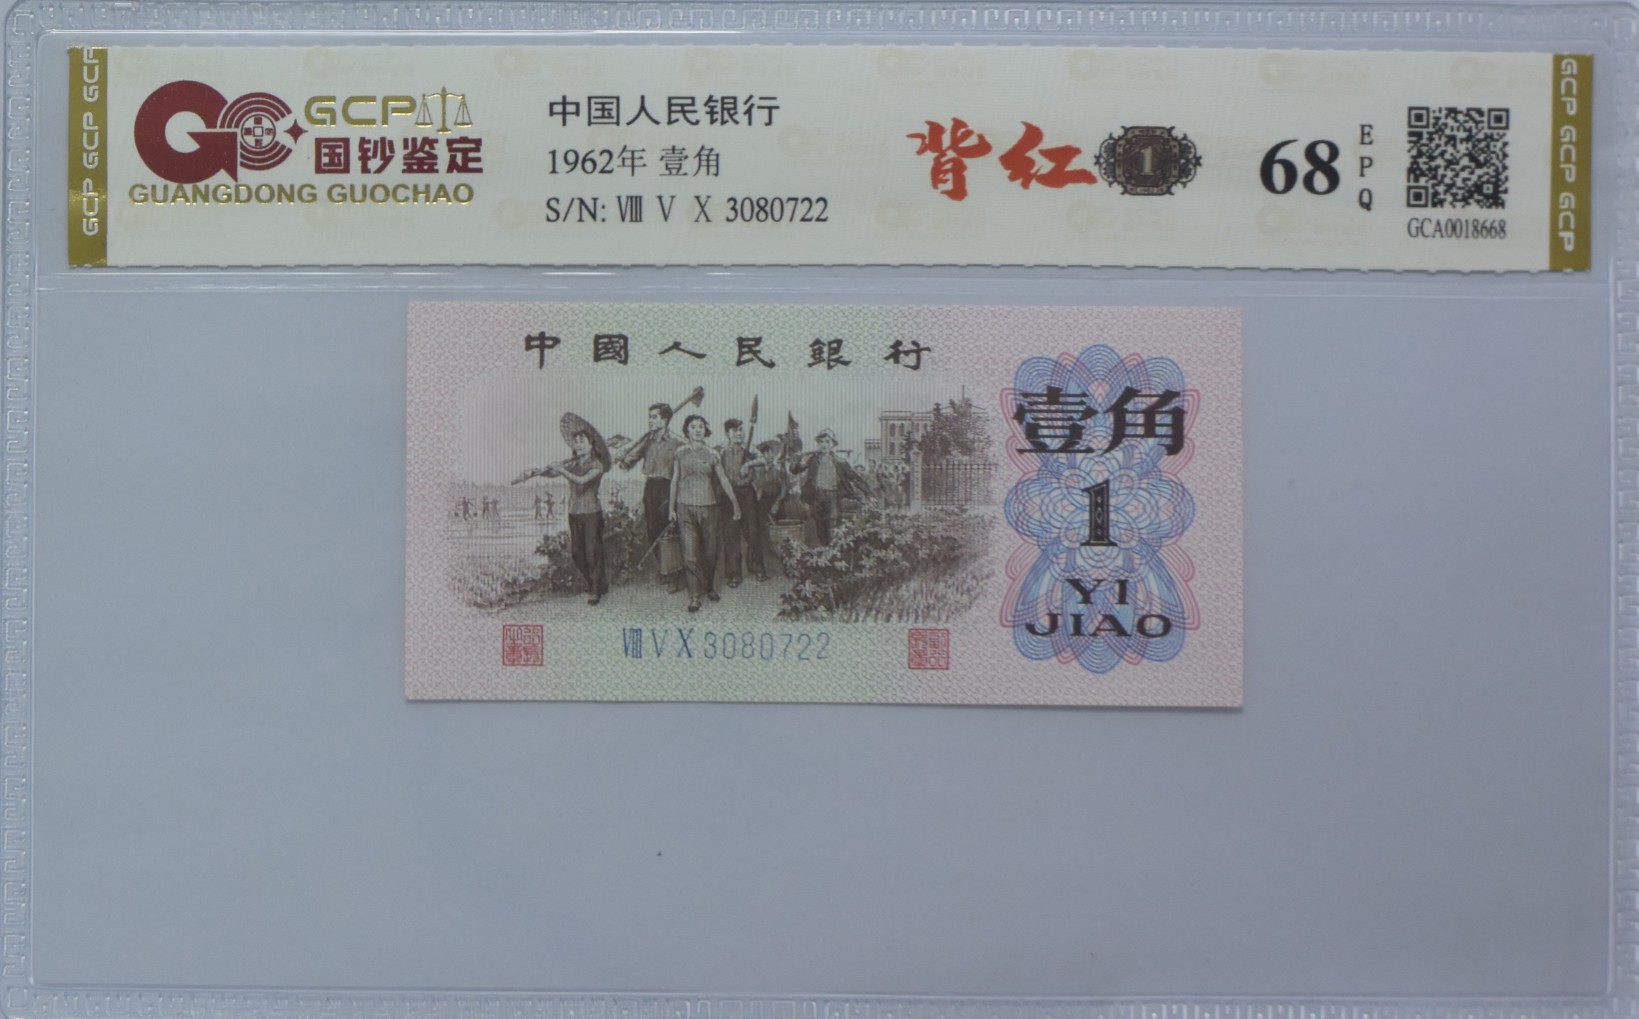 GCP GCP GCP
GCP
国钞鉴定
GUANGDONG GUOCHAO
中国人民银行
1962年 壹角
S/N: Ⅷ Ⅴ Ⅹ 3080722
背红
1
68
EPQ
GCA0018668
GCP GCP GCP
中國人民銀行
壹角
1
YI
JIAO
ⅧⅤⅩ3080722